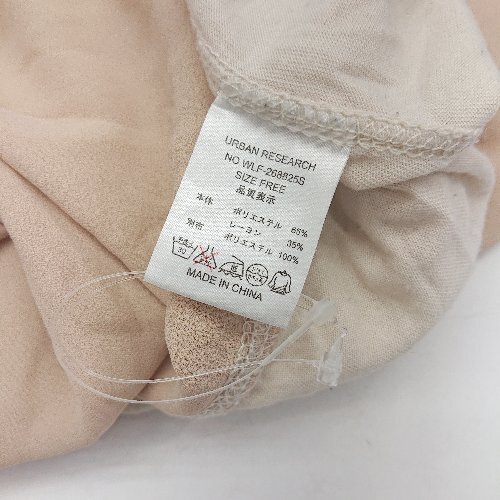 URBAN RESEARCH
NO WLF-268825S
SIZE FREE
品質表示
本体 ポリエステル 65%
レーヨン 35%
別布 ポリエステル 100%
MADE IN CHINA